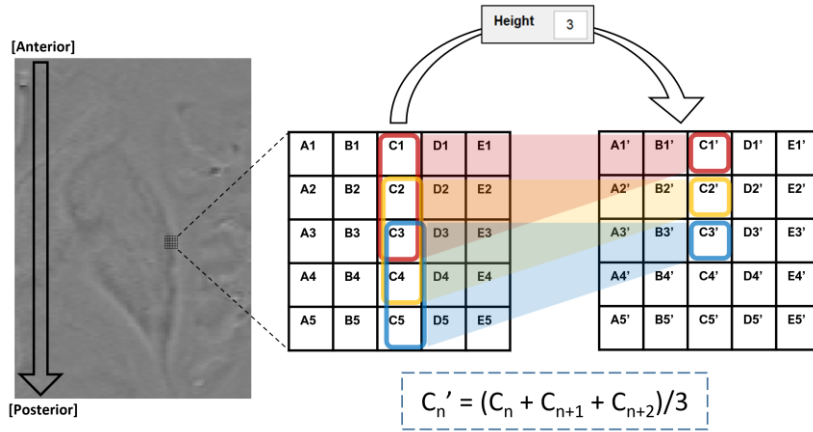 Height 3
[Anterior]
A1 B1 C1 D1 E1
A2 B2 C2 D2 E2
A3 B3 C3 D3 E3
A4 B4 C4 D4 E4
A5 B5 C5 D5 E5
A1' B1' C1' D1' E1'
A2' B2' C2' D2' E2'
A3' B3' C3' D3' E3'
A4' B4' C4' D4' E4'
A5' B5' C5' D5' E5'
[Posterior]
Cₙ' = (Cₙ + Cₙ₊₁ + Cₙ₊₂)/3